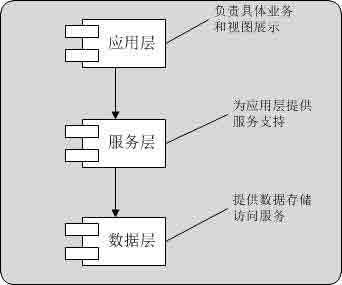 应用层
负责具体业务
和视图展示
服务层
为应用层提供
服务支持
数据层
提供数据存储
访问服务